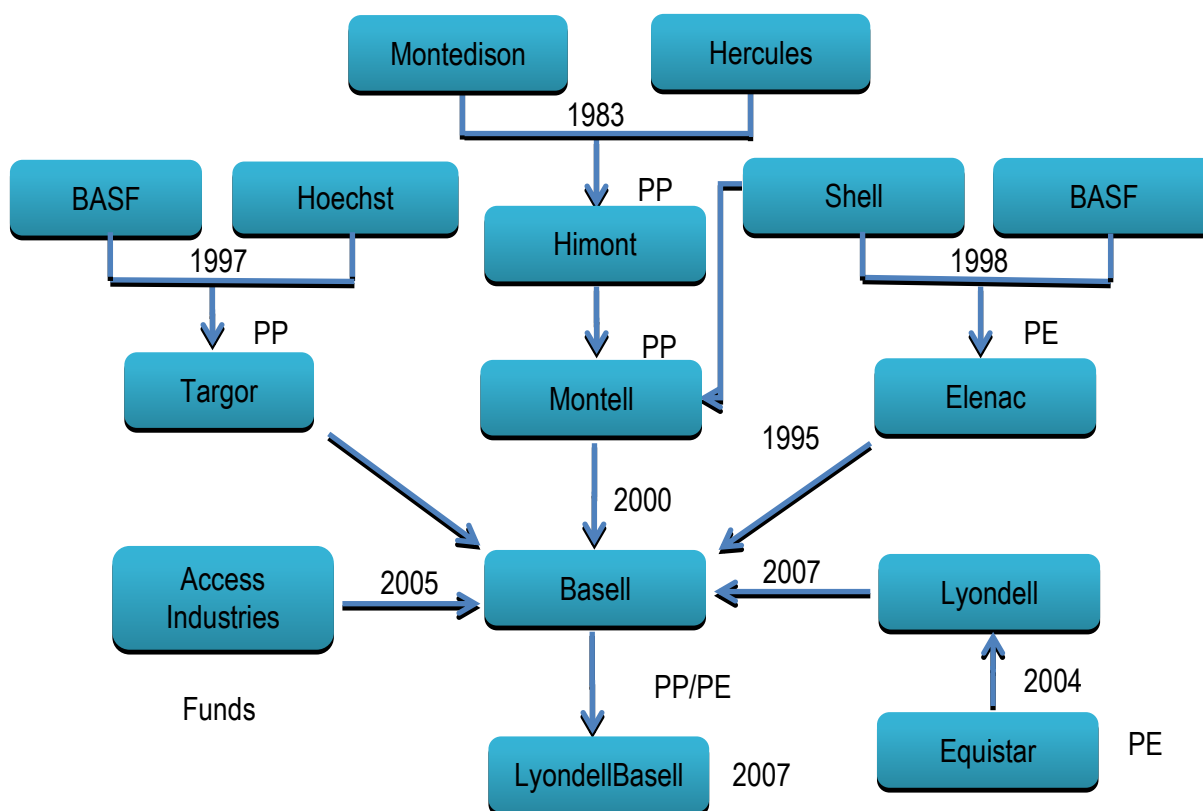 Montedison
Hercules
1983
BASF
Hoechst
PP
Shell
BASF
Himont
1997
1998
PP
PP
PE
Targor
Montell
Elenac
1995
2000
Access
Industries
2005
Basell
2007
Lyondell
PP/PE
2004
Funds
Equistar
PE
LyondellBasell
2007